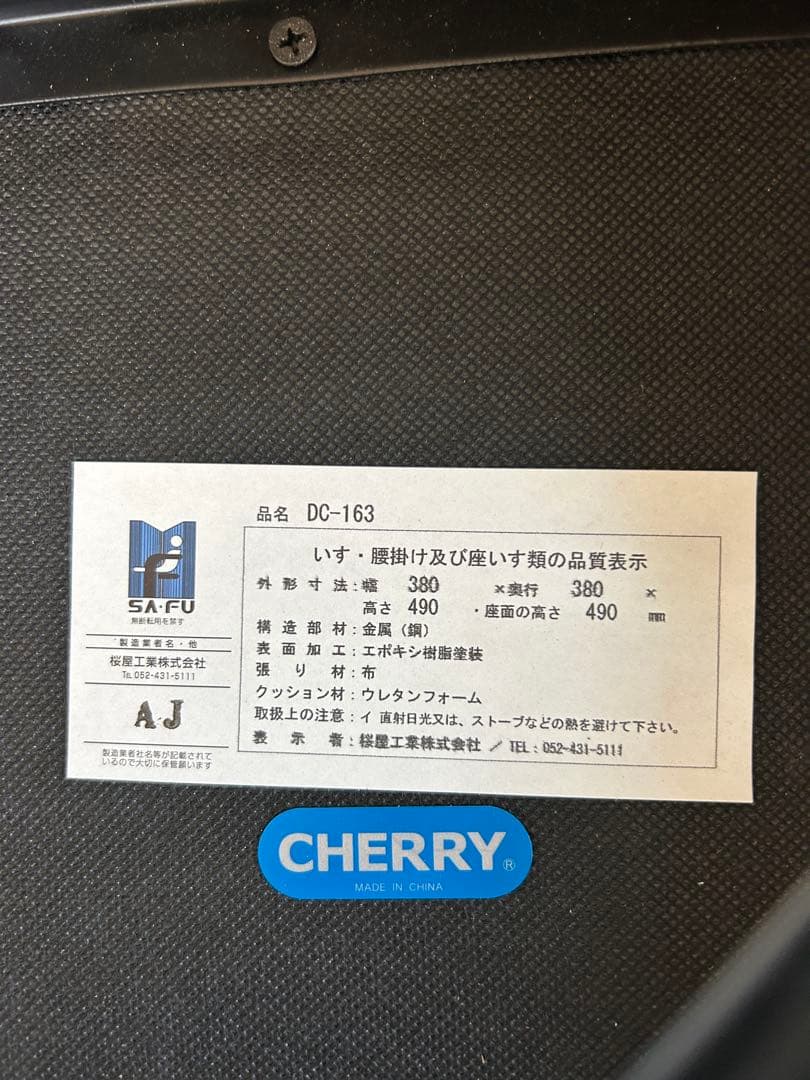 品名 DC-163
いす・腰掛け及び座いす類の品質表示
外形寸法:幅 380 ×奥行 380 ×
高さ 490 ・座面の高さ 490 mm
構造部材:金属（鋼）
表面加工:エポキシ樹脂塗装
張り材:布
クッション材:ウレタンフォーム
取扱上の注意:イ 直射日光又は、ストーブなどの熱を避けて下さい。
表示者:桜屋工業株式会社 / TEL:052-431-5111
SA・FU
無断転用を禁ず
製造業者名・他
桜屋工業株式会社
TEL 052-431-5111
A.J
製造業者社名等が記載されて
いるので大切に保管願います
CHERRY®
MADE IN CHINA